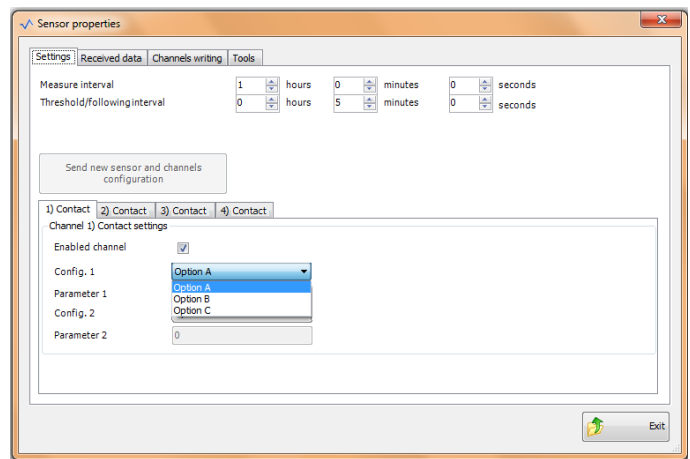 Sensor properties
Settings Received data Channels writing Tools
Measure interval 1 hours 0 minutes 0 seconds
Threshold/following interval 0 hours 5 minutes 0 seconds
Send new sensor and channels
configuration
1) Contact 2) Contact 3) Contact 4) Contact
Channel 1) Contact settings
Enabled channel
Config. 1 Option A
Option A
Parameter 1
Option B
Config. 2 Option C
Parameter 2 0
Exit